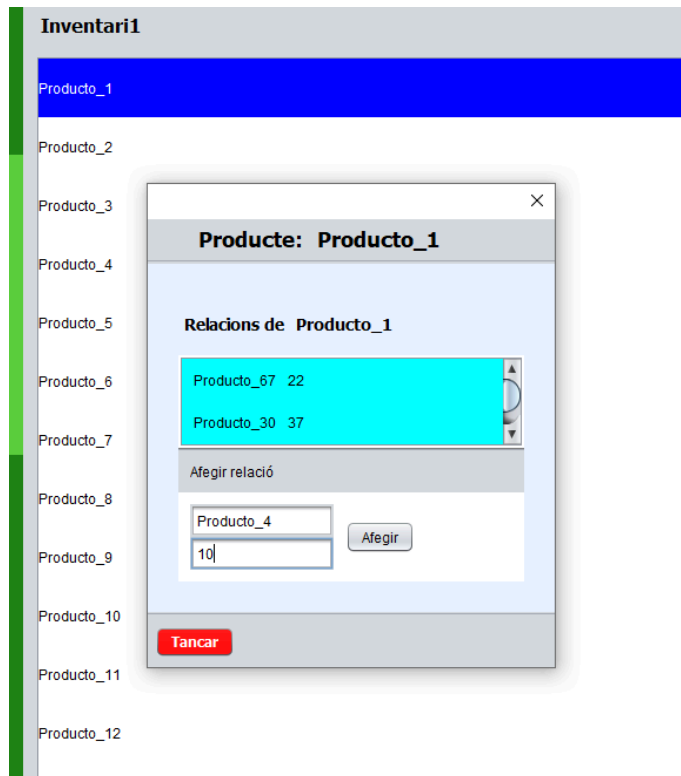 Inventari1
Producto_1
Producto_2
Producto_3
Producto_4
Producto_5
Producto_6
Producto_7
Producto_8
Producto_9
Producto_10
Producto_11
Producto_12
Producte: Producto_1
Relacions de Producto_1
Producto_67 22
Producto_30 37
Afegir relació
Producto_4
10
Afegir
Tancar